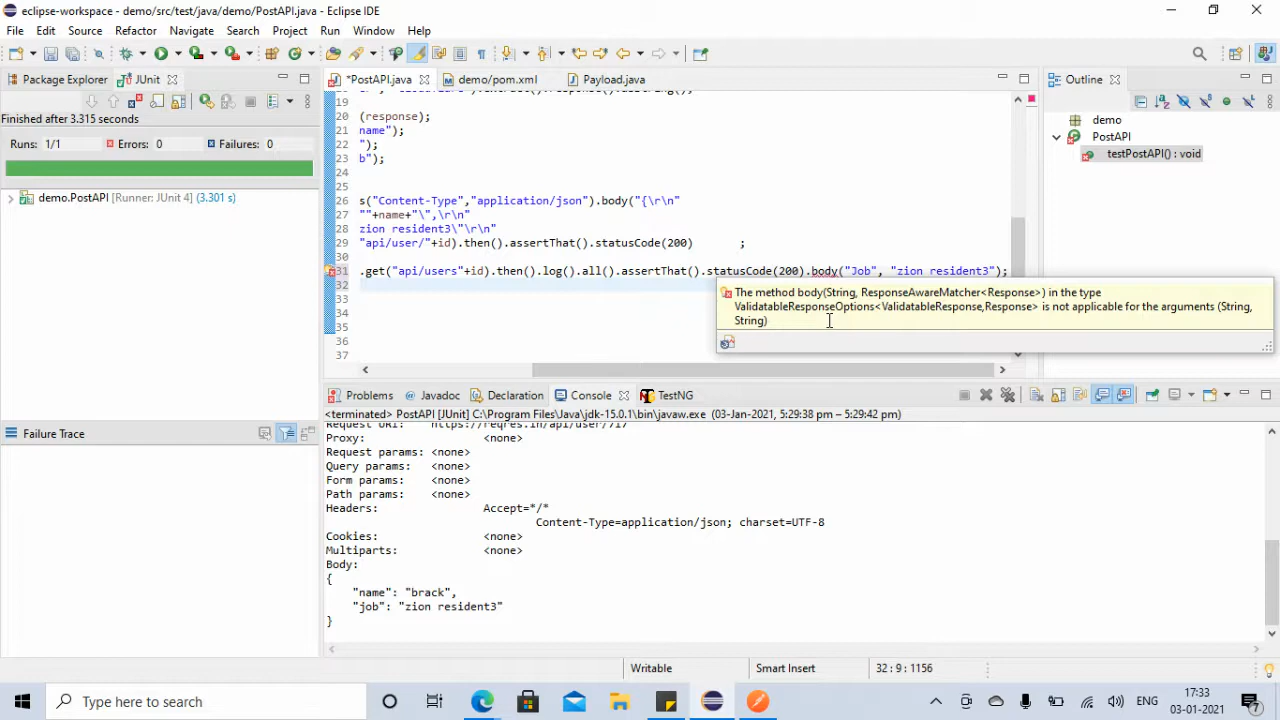 eclipse-workspace - demo/src/test/java/demo/PostAPI.java - Eclipse IDE
File Edit Source Refactor Navigate Search Project Run Window Help
Package Explorer JUnit
Finished after 3.315 seconds
Runs: 1/1 Errors: 0 Failures: 0
demo.PostAPI [Runner: JUnit 4] (3.301 s)
Failure Trace
*PostAPI.java demo/pom.xml Payload.java
19
20 (response);
21 name");
22 ");
23 b");
24
25
26 s("Content-Type","application/json").body("{\r\n"
27 ""+name+"\",\r\n"
28 zion resident3\"\r\n"
29 "api/user/"+id).then().assertThat().statusCode(200) ;
30
31 .get("api/users"+id).then().log().all().assertThat().statusCode(200).body("Job", "zion resident3");
32
33
34
35
36
37
The method body(String, ResponseAwareMatcher<Response>) in the type
ValidatableResponseOptions<ValidatableResponse,Response> is not applicable for the arguments (String,
String)
Outline
demo
PostAPI
testPostAPI() : void
Problems Javadoc Declaration Console TestNG
<terminated> PostAPI [JUnit] C:\Program Files\Java\jdk-15.0.1\bin\javaw.exe (03-Jan-2021, 5:29:38 pm – 5:29:42 pm)
Request URI: https://reqres.in/api/user/717
Proxy: <none>
Request params: <none>
Query params: <none>
Form params: <none>
Path params: <none>
Headers: Accept=*/*
Content-Type=application/json; charset=UTF-8
Cookies: <none>
Multiparts: <none>
Body:
{
"name": "brack",
"job": "zion resident3"
}
Writable Smart Insert 32 : 9 : 1156
Type here to search
ENG
17:33
03-01-2021
7